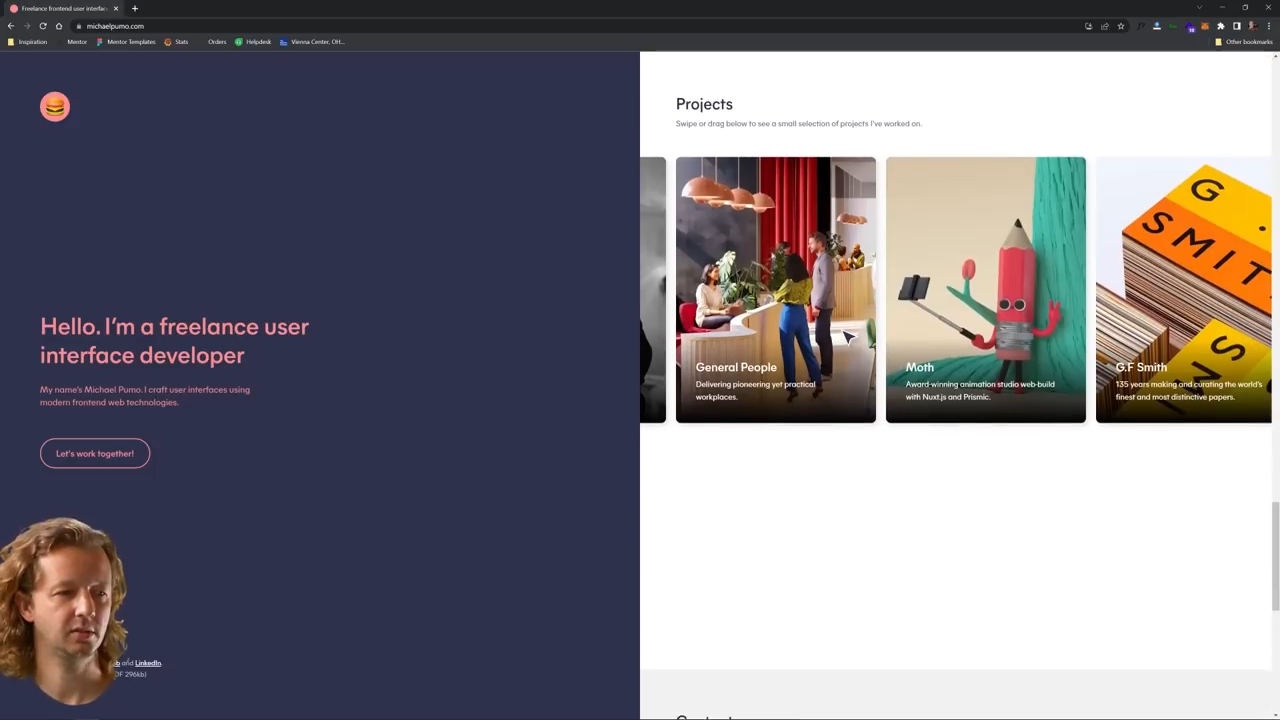 Freelance frontend user interfac
michaelpumo.com
Inspiration
Mentor
Mentor Templates
Stats
Orders
Helpdesk
Vienna Center, OH...
Other bookmarks
Hello. I'm a freelance user
interface developer
My name's Michael Pumo. I craft user interfaces using
modern frontend web technologies.
Let's work together!
and LinkedIn.
296kb)
Projects
Swipe or drag below to see a small selection of projects I've worked on.
General People
Delivering pioneering yet practical
workplaces.
Moth
Award-winning animation studio web-build
with Nuxt.js and Prismic.
G . 
SMIT
G.F Smith
135 years making and curating the world's
finest and most distinctive papers.